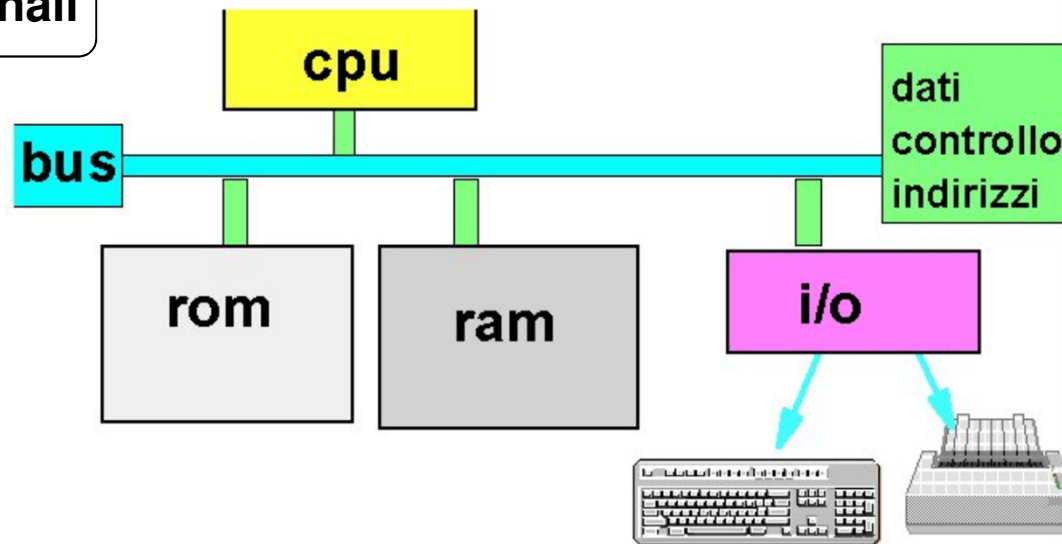 cpu
bus
dati
controllo
indirizzi
rom
ram
i/o